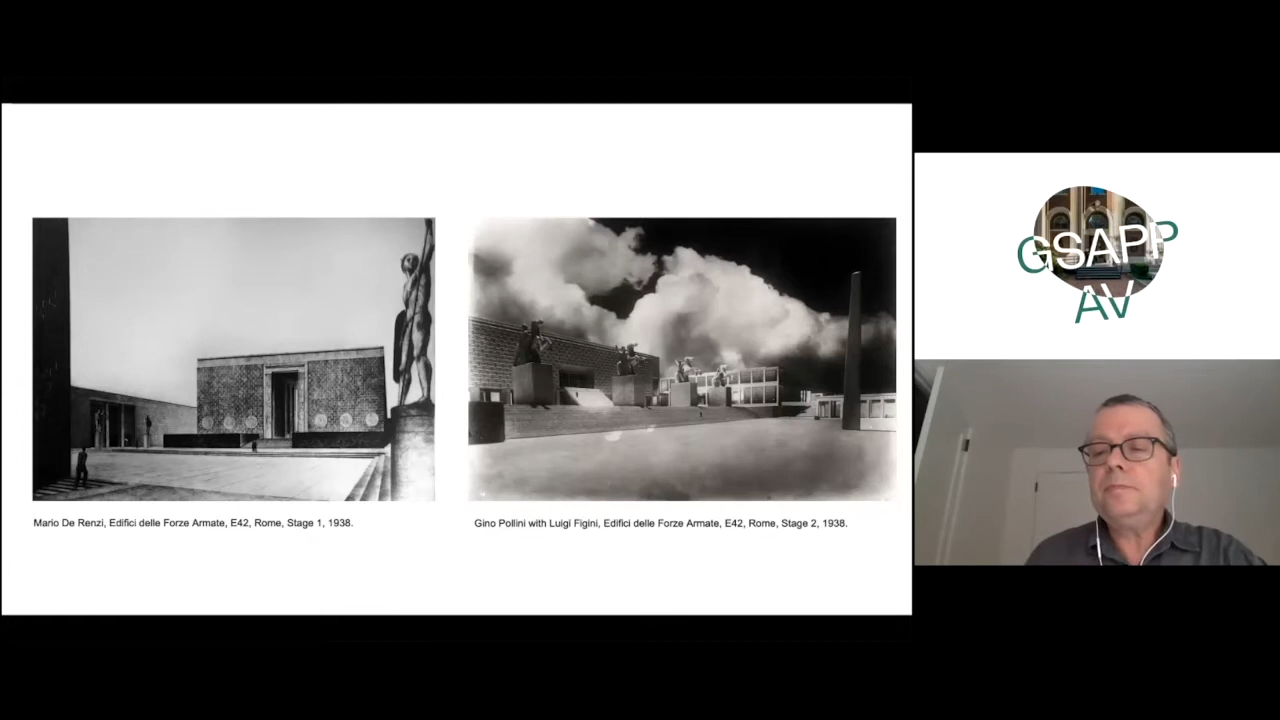 Mario De Renzi, Edifici delle Forze Armate, E42, Rome, Stage 1, 1938.
Gino Pollini with Luigi Figini, Edifici delle Forze Armate, E42, Rome, Stage 2, 1938.
GSAPP
AV